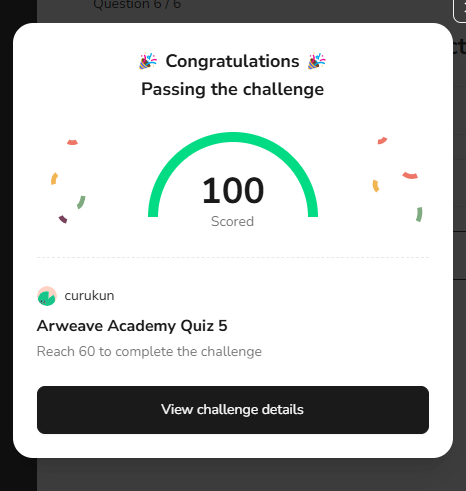 Question 6 / 6
Congratulations
Passing the challenge
100
Scored
curukun
Arweave Academy Quiz 5
Reach 60 to complete the challenge
View challenge details